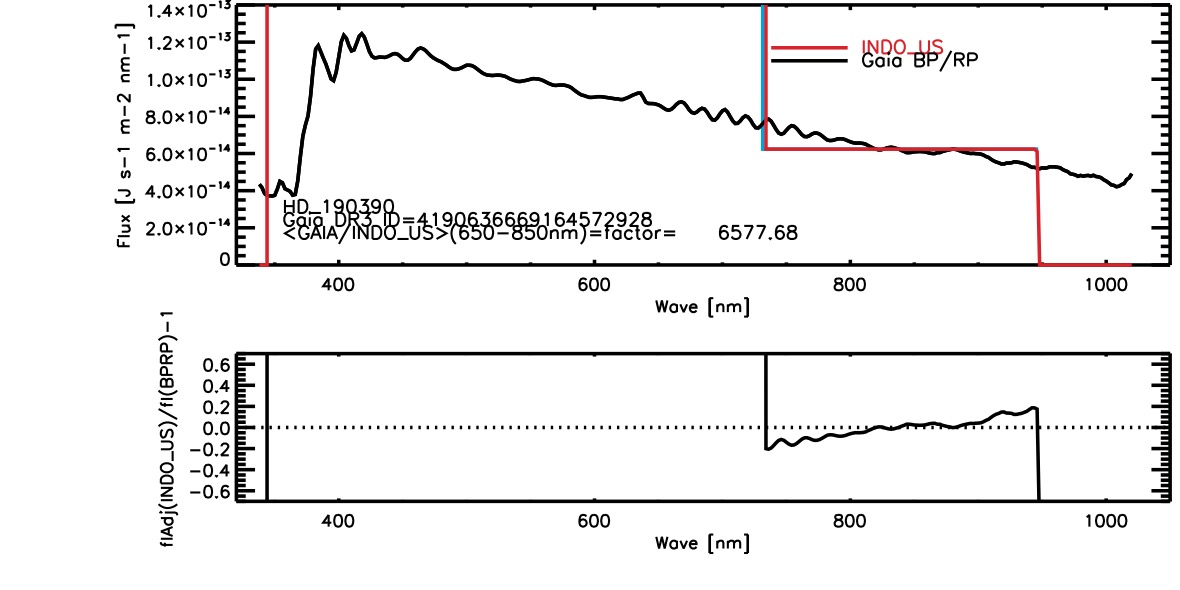 1.4×10−13
1.2×10−13
1.0×10−13
8.0×10−14
6.0×10−14
4.0×10−14
2.0×10−14
0
Flux [J s−1 m−2 nm−1]
INDO_US
Gaia BP/RP
HD_190390
Gaia DR3 ID=4190636669164572928
<GAIA/INDO_US>(650−850nm)=factor= 6577.68
400 600 800 1000
Wave [nm]
flAdj(INDO_US)/fl(BPRP)−1
0.6
0.4
0.2
0.0
−0.2
−0.4
−0.6
400 600 800 1000
Wave [nm]